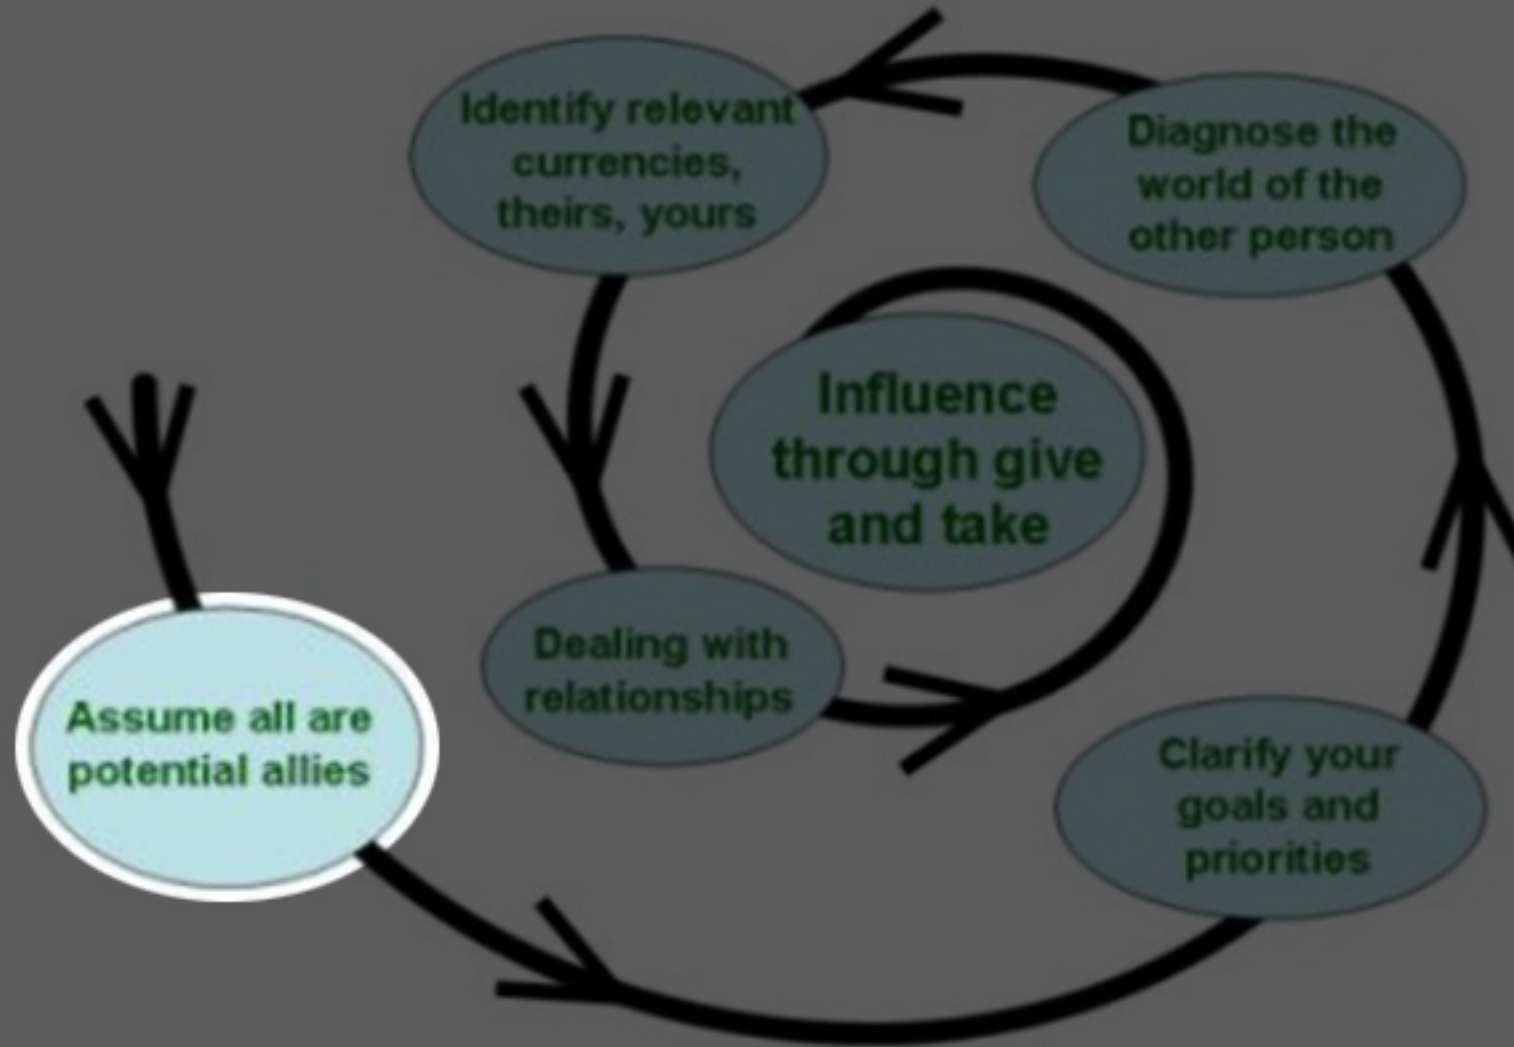 Identify relevant
currencies,
theirs, yours
Diagnose the
world of the
other person
Influence
through give
and take
Assume all are
potential allies
Dealing with
relationships
Clarify your
goals and
priorities